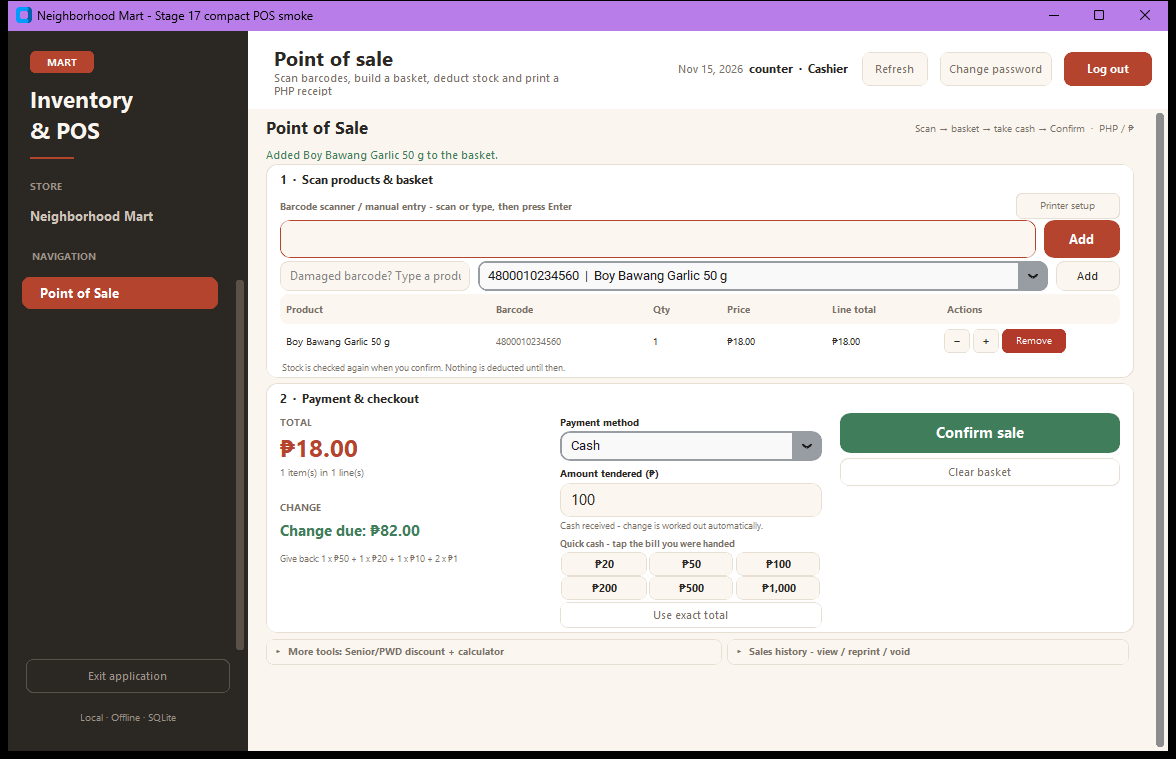 Neighborhood Mart - Stage 17 compact POS smoke
MART
Inventory
& POS
STORE
Neighborhood Mart
NAVIGATION
Point of Sale
Exit application
Local · Offline · SQLite
Point of sale
Scan barcodes, build a basket, deduct stock and print a
PHP receipt
Nov 15, 2026 counter · Cashier
Refresh
Change password
Log out
Point of Sale
Scan → basket → take cash → Confirm · PHP / ₱
Added Boy Bawang Garlic 50 g to the basket.
1 · Scan products & basket
Barcode scanner / manual entry - scan or type, then press Enter
Printer setup
Add
Damaged barcode? Type a produ
4800010234560 | Boy Bawang Garlic 50 g
Add
Product Barcode Qty Price Line total Actions
Boy Bawang Garlic 50 g 4800010234560 1 ₱18.00 ₱18.00 − + Remove
Stock is checked again when you confirm. Nothing is deducted until then.
2 · Payment & checkout
TOTAL
₱18.00
1 item(s) in 1 line(s)
CHANGE
Change due: ₱82.00
Give back: 1 x ₱50 + 1 x ₱20 + 1 x ₱10 + 2 x ₱1
Payment method
Cash
Amount tendered (₱)
100
Cash received - change is worked out automatically.
Quick cash - tap the bill you were handed
₱20 ₱50 ₱100
₱200 ₱500 ₱1,000
Use exact total
Confirm sale
Clear basket
More tools: Senior/PWD discount + calculator
Sales history - view / reprint / void